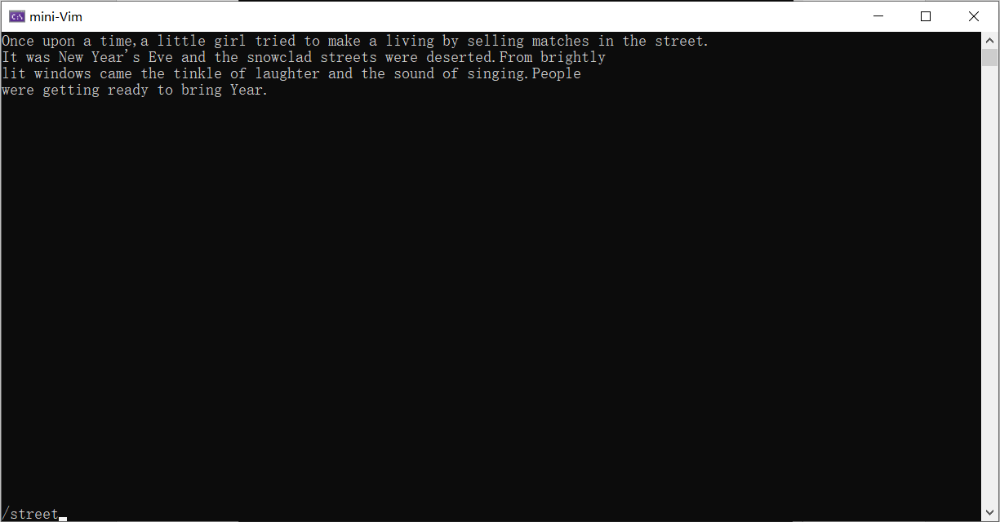 mini-Vim
Once upon a time,a little girl tried to make a living by selling matches in the street.
It was New Year's Eve and the snowclad streets were deserted.From brightly
lit windows came the tinkle of laughter and the sound of singing.People
were getting ready to bring Year.
/street